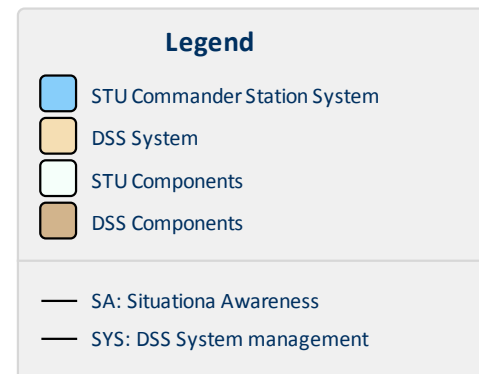 Legend
STU Commander Station System
DSS System
STU Components
DSS Components
SA: Situationa Awareness
SYS: DSS System management